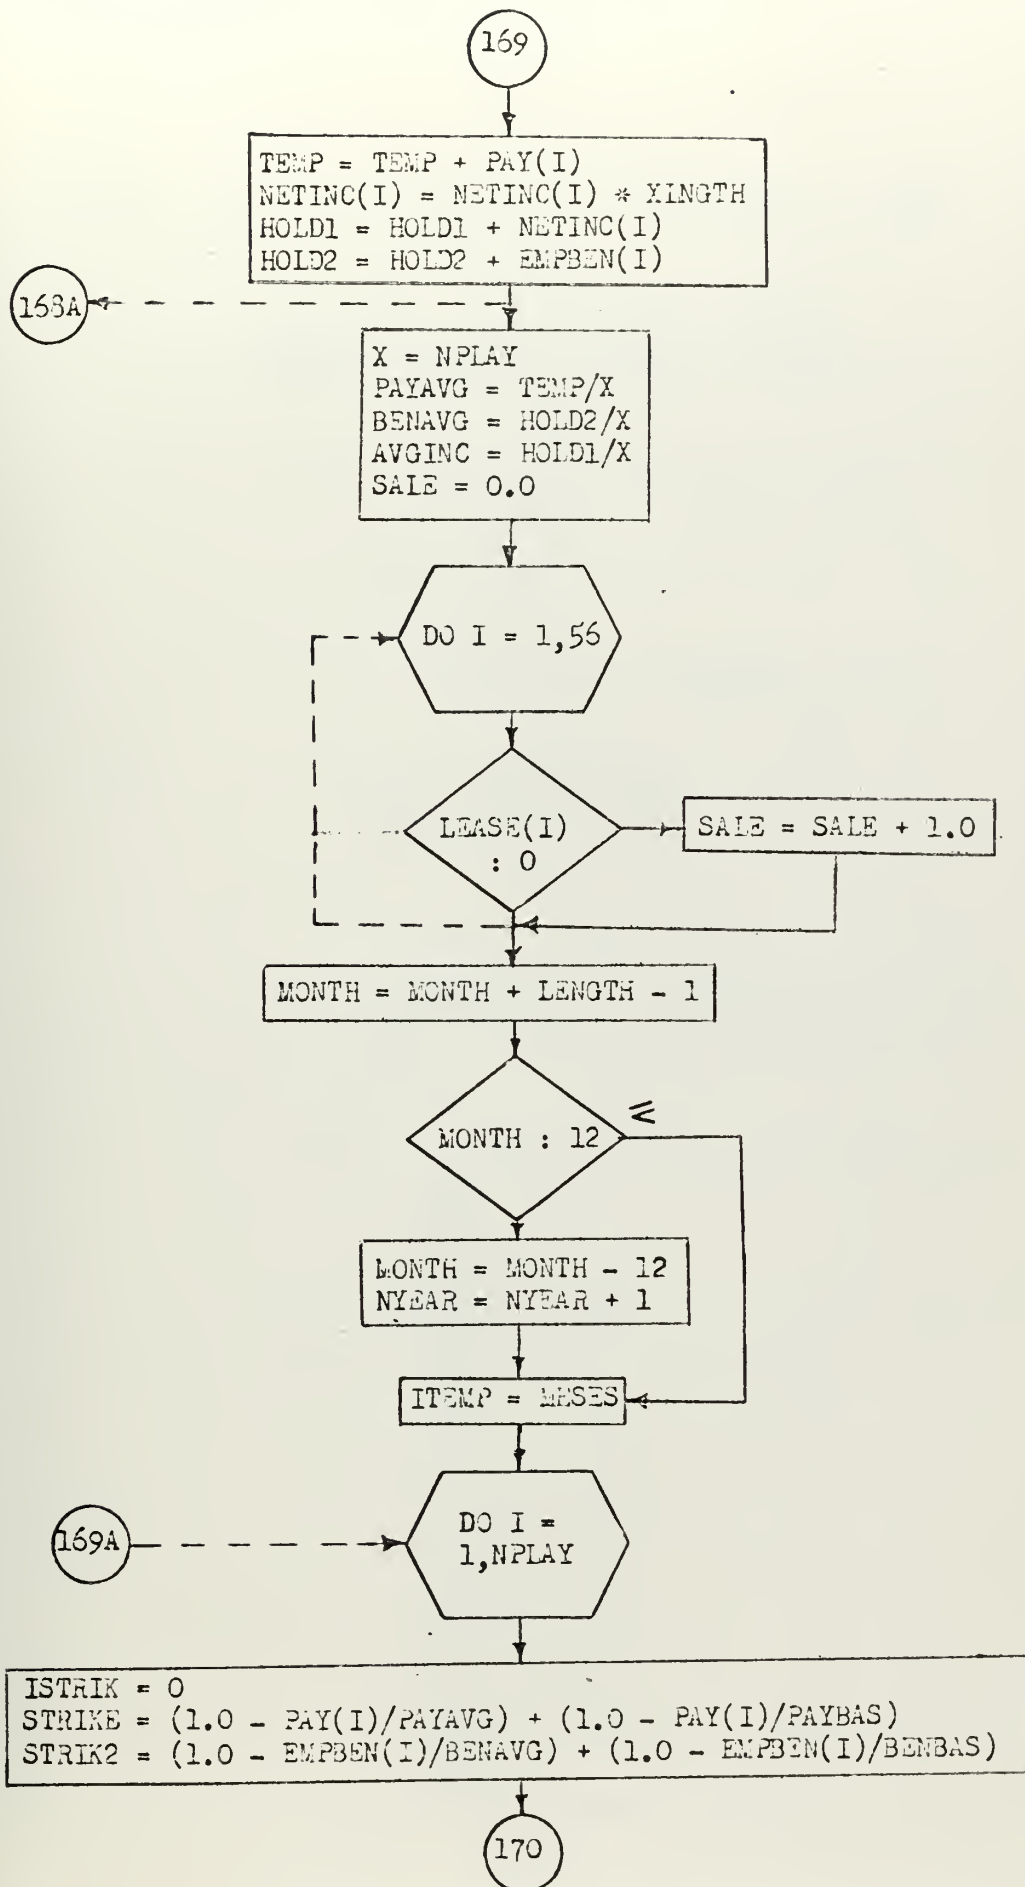 169
TEMP = TEMP + PAY(I)
NETINC(I) = NETINC(I) * XLNGTH
HOLD1 = HOLD1 + NETINC(I)
HOLD2 = HOLD2 + EMPBEN(I)
168A
X = NPLAY
PAYAVG = TEMP/X
BENAVG = HOLD2/X
AVGINC = HOLD1/X
SALE = 0.0
DO I = 1,56
LEASE(I)
: 0
SALE = SALE + 1.0
MONTH = MONTH + LENGTH - 1
≤
MONTH : 12
MONTH = MONTH - 12
NYEAR = NYEAR + 1
ITEMP = MESES
169A
DO I =
1,NPLAY
ISTRIK = 0
STRIKE = (1.0 - PAY(I)/PAYAVG) + (1.0 - PAY(I)/PAYBAS)
STRIK2 = (1.0 - EMPBEN(I)/BENAVG) + (1.0 - EMPBEN(I)/BENBAS)
170